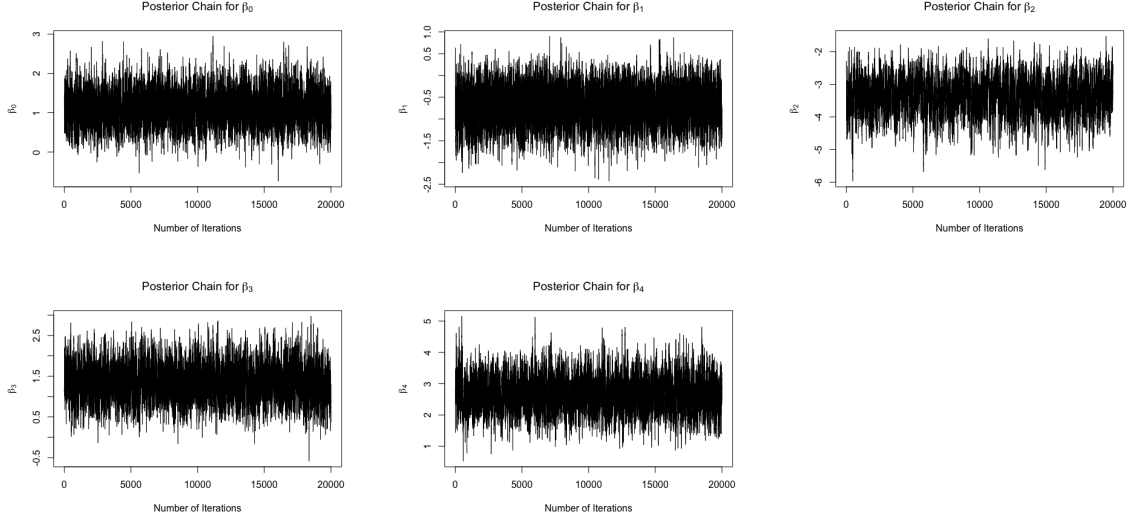 Posterior Chain for β0
3
2
1
0
β0
0 5000 10000 15000 20000
Number of Iterations
Posterior Chain for β1
1.0
0.5
-0.5
-1.5
-2.5
β1
0 5000 10000 15000 20000
Number of Iterations
Posterior Chain for β2
-2
-3
-4
-5
-6
β2
0 5000 10000 15000 20000
Number of Iterations
Posterior Chain for β3
2.5
1.5
0.5
-0.5
β3
0 5000 10000 15000 20000
Number of Iterations
Posterior Chain for β4
5
4
3
2
1
β4
0 5000 10000 15000 20000
Number of Iterations